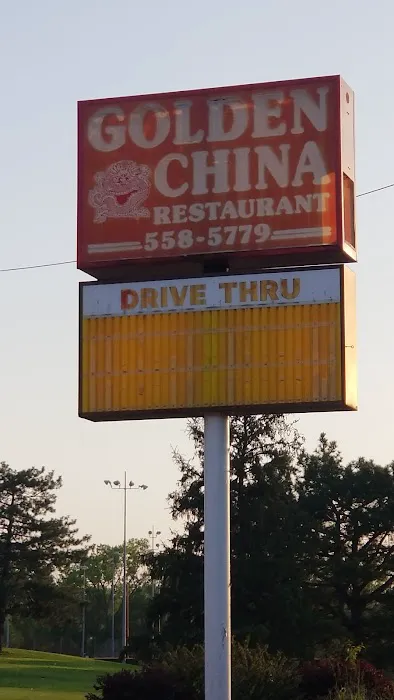 GOLDEN
CHINA
RESTAURANT
558-5779
DRIVE THRU